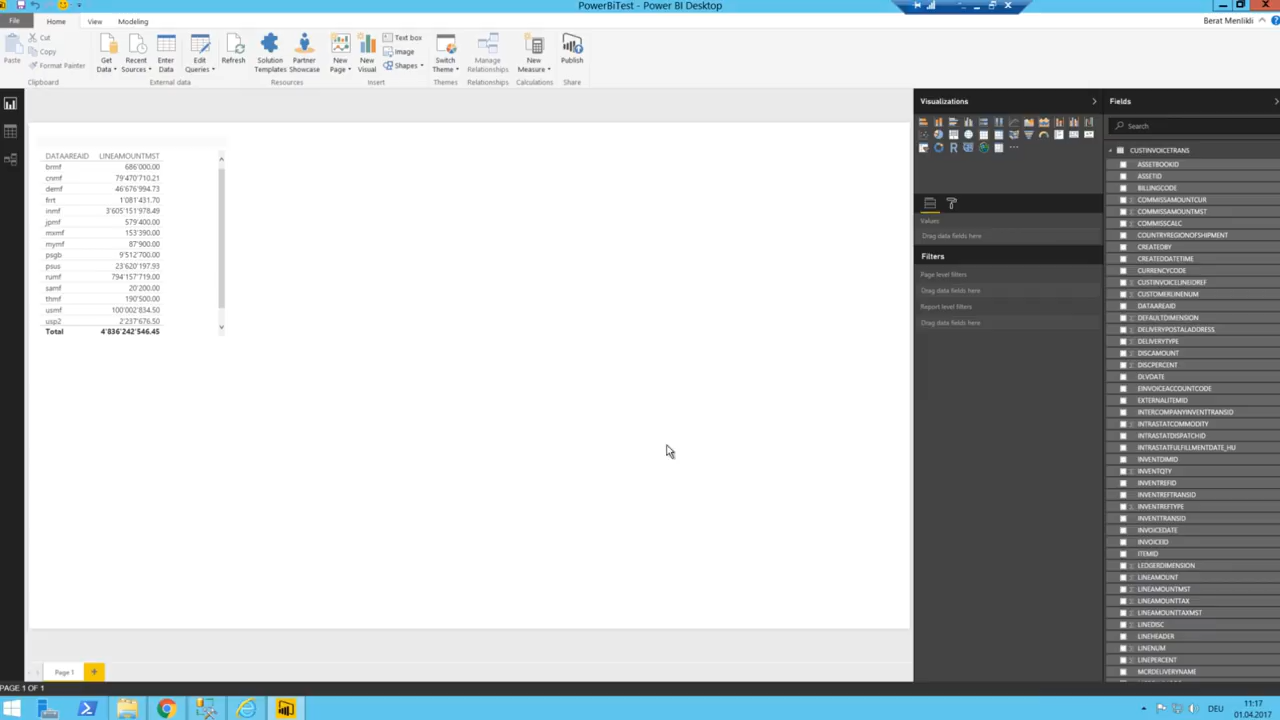 PowerBiTest - Power BI Desktop
File
Home
View
Modeling
Berat Menlikli
Paste
Cut
Copy
Format Painter
Clipboard
Get Data
Recent Sources
Enter Data
Edit Queries
Refresh
External data
Solution Templates
Partner Showcase
Resources
New Page
New Visual
Text box
Image
Shapes
Insert
Switch Theme
Themes
Manage Relationships
Relationships
New Measure
Calculations
Publish
Share
DATAAREAID LINEAMOUNTMST
brmf 686'000.00
cnmf 79'470'710.21
demf 46'676'994.73
frrt 1'081'431.70
inmf 3'605'151'978.49
jpmf 579'400.00
mxmf 153'390.00
mymf 87'900.00
psgb 9'512'700.00
psus 23'620'197.93
rumf 794'157'719.00
samf 20'200.00
thmf 190'500.00
usmf 100'002'834.50
usp2 2'237'676.50
Total 4'836'242'546.45
Visualizations
Values
Drag data fields here
Filters
Page level filters
Drag data fields here
Report level filters
Drag data fields here
Fields
Search
CUSTINVOICETRANS
ASSETBOOKID
ASSETID
BILLINGCODE
COMMISSAMOUNTCUR
COMMISSAMOUNTMST
COMMISSCALC
COUNTRYREGIONOFSHIPMENT
CREATEDBY
CREATEDDATETIME
CURRENCYCODE
CUSTINVOICELINEIDREF
CUSTOMERLINENUM
DATAAREAID
DEFAULTDIMENSION
DELIVERYPOSTALADDRESS
DELIVERYTYPE
DISCAMOUNT
DISCPERCENT
DLVDATE
EINVOICEACCOUNTCODE
EXTERNALITEMID
INTERCOMPANYINVENTTRANSID
INTRASTATCOMMODITY
INTRASTATDISPATCHID
INTRASTATFULFILLMENTDATE_HU
INVENTDIMID
INVENTQTY
INVENTREFID
INVENTREFTRANSID
INVENTREFTYPE
INVENTTRANSID
INVOICEDATE
INVOICEID
ITEMID
LEDGERDIMENSION
LINEAMOUNT
LINEAMOUNTMST
LINEAMOUNTTAX
LINEAMOUNTTAXMST
LINEDISC
LINEHEADER
LINENUM
LINEPERCENT
MCRDELIVERYNAME
Page 1
PAGE 1 OF 1
DEU
11:17
01.04.2017